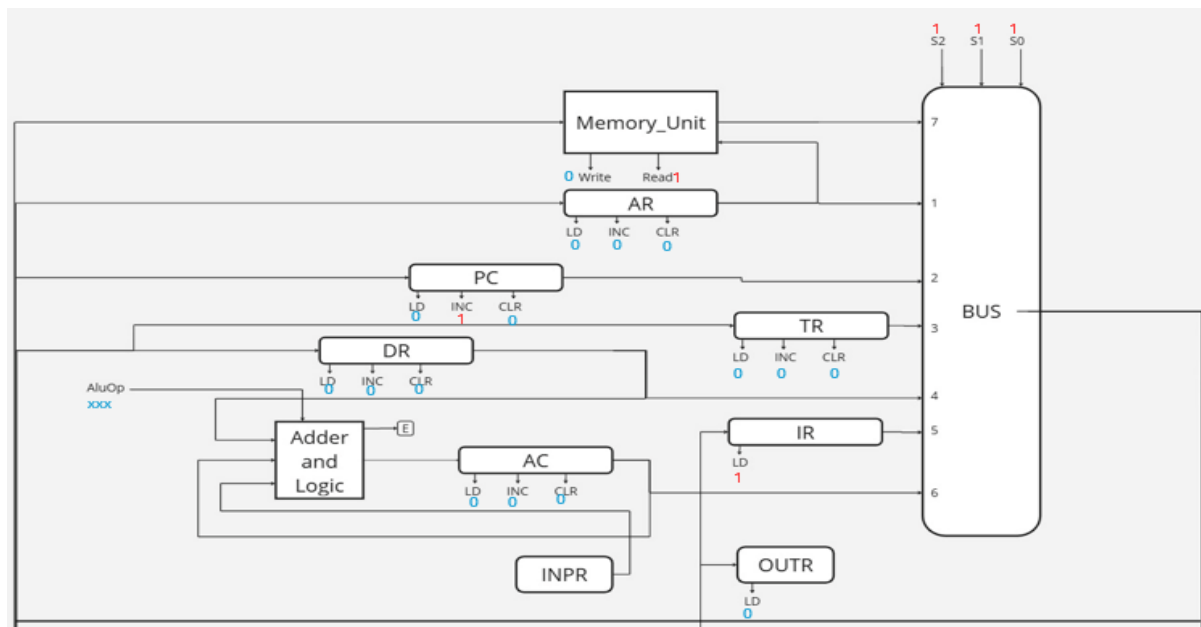 1 1 1
S2 S1 S0
Memory_Unit
7
0 Write Read1
AR
1
LD INC CLR
0 0 0
PC
2
LD INC CLR
0 1 0
TR
3
BUS
LD INC CLR
0 0 0
DR
LD INC CLR
0 0 0
AluOp
xxx
4
E
IR
5
LD
1
Adder
and
Logic
AC
LD INC CLR
0 0 0
6
INPR
OUTR
LD
0